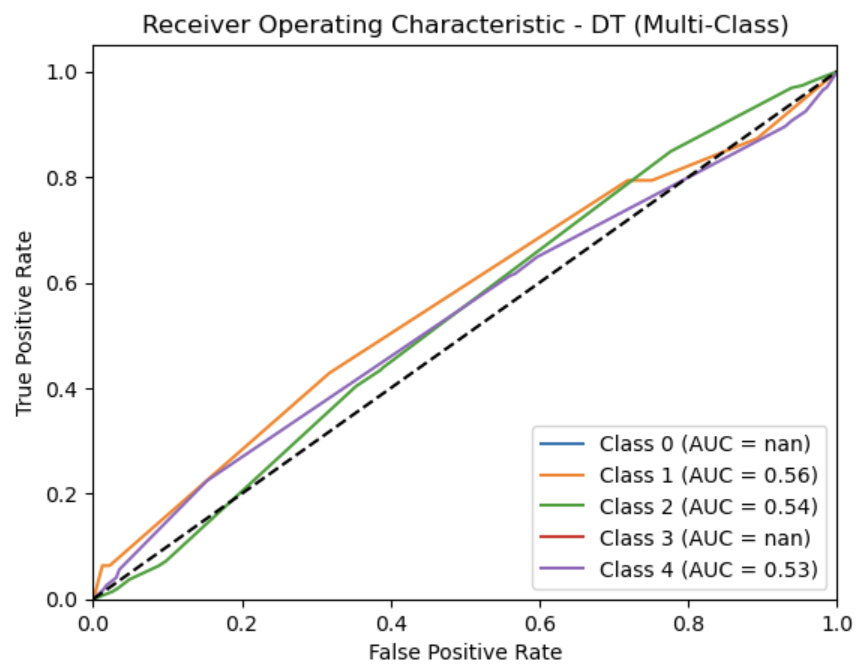 Receiver Operating Characteristic - DT (Multi-Class)
True Positive Rate
1.0
0.8
0.6
0.4
0.2
0.0
Class 0 (AUC = nan)
Class 1 (AUC = 0.56)
Class 2 (AUC = 0.54)
Class 3 (AUC = nan)
Class 4 (AUC = 0.53)
0.0 0.2 0.4 0.6 0.8 1.0
False Positive Rate